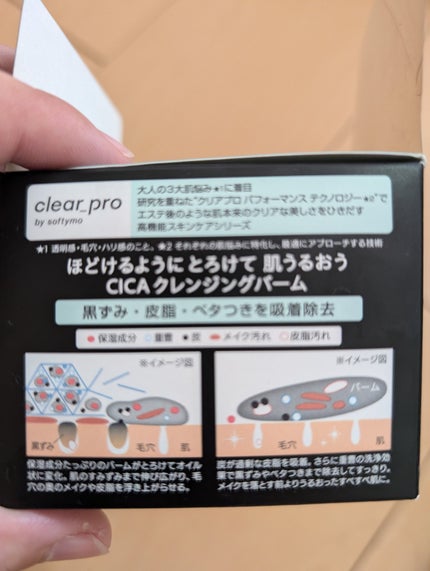 clear_pro
by softymo
大人の3大肌悩み★1に着目
研究を重ねた"クリアプロ パフォーマンス テクノロジー★2"で
エステ後のような肌本来のクリアな美しさをひきだす
高機能スキンケアシリーズ
★1 透明感・毛穴・ハリ感のこと。★2 それぞれの肌悩みに特化し、最適にアプローチする技術
ほどけるように とろけて 肌うるおう
CICA クレンジングバーム
黒ずみ・皮脂・ベタつきを吸着除去
保湿成分 重曹 炭 メイク汚れ 皮脂汚れ
※イメージ図
黒ずみ 毛穴 肌
※イメージ図
バーム
毛穴 肌
保湿成分たっぷりのバームがとろけてオイル
状に変化。肌のすみずみまで伸び広がり、毛
穴の奥のメイクや皮脂を浮き上がらせる。
炭が過剰な皮脂を吸着。さらに重曹の洗浄効
果で黒ずみやベタつきまで除去してすっきり。
メイクを落とす前よりうるおったすべすべ肌に。